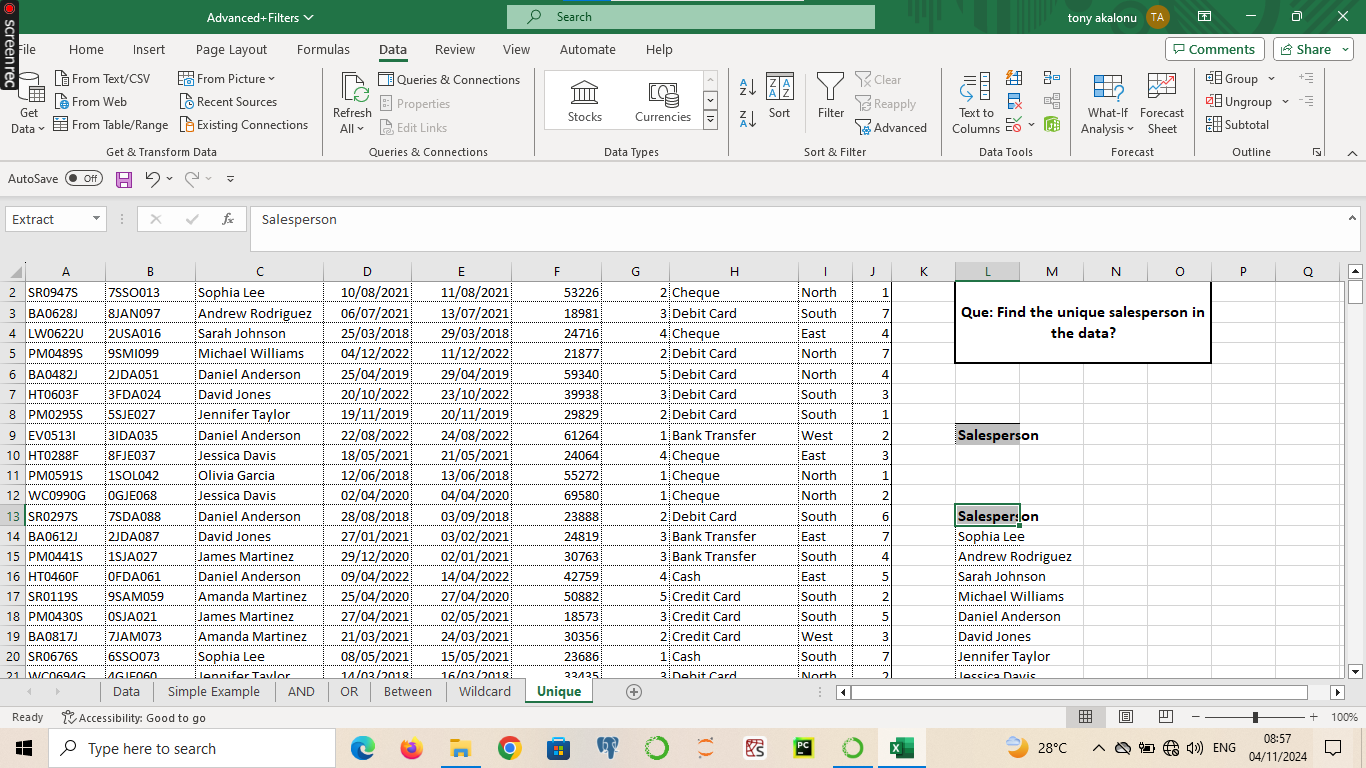 screen rec
Advanced+Filters
Search
tony akalonu TA
File Home Insert Page Layout Formulas Data Review View Automate Help Comments Share
Get Data
From Text/CSV
From Web
From Table/Range
From Picture
Recent Sources
Existing Connections
Get & Transform Data
Refresh All
Queries & Connections
Properties
Edit Links
Queries & Connections
Stocks Currencies
Data Types
Sort
Filter
Clear
Reapply
Advanced
Sort & Filter
Text to Columns
Data Tools
What-If Analysis
Forecast Sheet
Forecast
Group
Ungroup
Subtotal
Outline
AutoSave Off
Extract fx Salesperson
A B C D E F G H I J K L M N O P Q
2 SR0947S 7SSO013 Sophia Lee 10/08/2021 11/08/2021 53226 2 Cheque North 1
3 BA0628J 8JAN097 Andrew Rodriguez 06/07/2021 13/07/2021 18981 3 Debit Card South 7 Que: Find the unique salesperson in
4 LW0622U 2USA016 Sarah Johnson 25/03/2018 29/03/2018 24716 4 Cheque East 4 the data?
5 PM0489S 9SMI099 Michael Williams 04/12/2022 11/12/2022 21877 2 Debit Card North 7
6 BA0482J 2JDA051 Daniel Anderson 25/04/2019 29/04/2019 59340 5 Debit Card North 4
7 HT0603F 3FDA024 David Jones 20/10/2022 23/10/2022 39938 3 Debit Card South 3
8 PM0295S 5SJE027 Jennifer Taylor 19/11/2019 20/11/2019 29829 2 Debit Card South 1
9 EV0513I 3IDA035 Daniel Anderson 22/08/2022 24/08/2022 61264 1 Bank Transfer West 2 Salesperson
10 HT0288F 8FJE037 Jessica Davis 18/05/2021 21/05/2021 24064 4 Cheque East 3
11 PM0591S 1SOL042 Olivia Garcia 12/06/2018 13/06/2018 55272 1 Cheque North 1
12 WC0990G 0GJE068 Jessica Davis 02/04/2020 04/04/2020 69580 1 Cheque North 2
13 SR0297S 7SDA088 Daniel Anderson 28/08/2018 03/09/2018 23888 2 Debit Card South 6 Salesperson
14 BA0612J 2JDA087 David Jones 27/01/2021 03/02/2021 24819 3 Bank Transfer East 7 Sophia Lee
15 PM0441S 1SJA027 James Martinez 29/12/2020 02/01/2021 30763 3 Bank Transfer South 4 Andrew Rodriguez
16 HT0460F 0FDA061 Daniel Anderson 09/04/2022 14/04/2022 42759 4 Cash East 5 Sarah Johnson
17 SR0119S 9SAM059 Amanda Martinez 25/04/2020 27/04/2020 50882 5 Credit Card South 2 Michael Williams
18 PM0430S 0SJA021 James Martinez 27/04/2021 02/05/2021 18573 3 Credit Card South 5 Daniel Anderson
19 BA0817J 7JAM073 Amanda Martinez 21/03/2021 24/03/2021 30356 2 Credit Card West 3 David Jones
20 SR0676S 6SSO073 Sophia Lee 08/05/2021 15/05/2021 23686 1 Cash South 7 Jennifer Taylor
21 WC0694G 4GJE060 Jennifer Taylor 14/03/2018 16/03/2018 33435 3 Debit Card North 2 Jessica Davis
Data Simple Example AND OR Between Wildcard Unique
Ready Accessibility: Good to go 100%
Type here to search 28°C ENG 08:57
04/11/2024